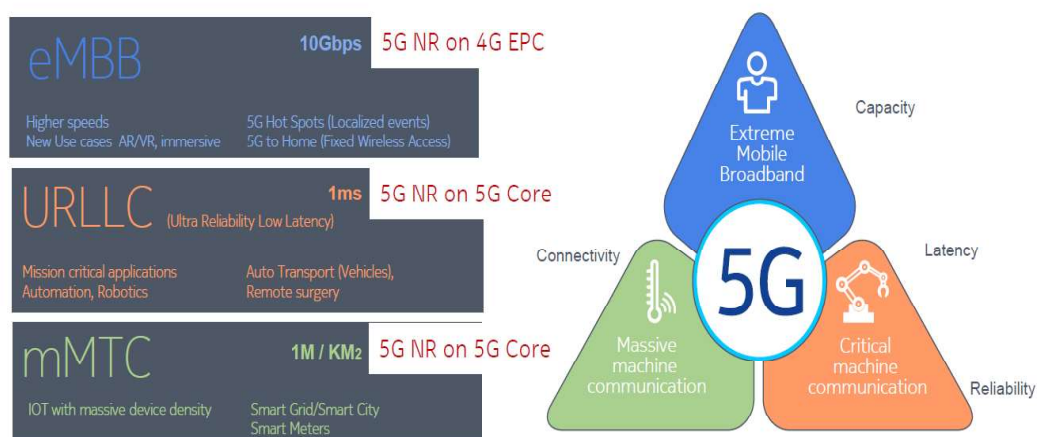 eMBB
10Gbps
5G NR on 4G EPC
Higher speeds
New Use cases AR/VR, immersive
5G Hot Spots (Localized events)
5G to Home (Fixed Wireless Access)
URLLC (Ultra Reliability Low Latency)
1ms
5G NR on 5G Core
Mission critical applications
Automation, Robotics
Auto Transport (Vehicles),
Remote surgery
mMTC
1M / KM2
5G NR on 5G Core
IOT with massive device density
Smart Grid/Smart City
Smart Meters
Extreme
Mobile
Broadband
Capacity
Connectivity
5G
Latency
Massive
machine
communication
Critical
machine
communication
Reliability